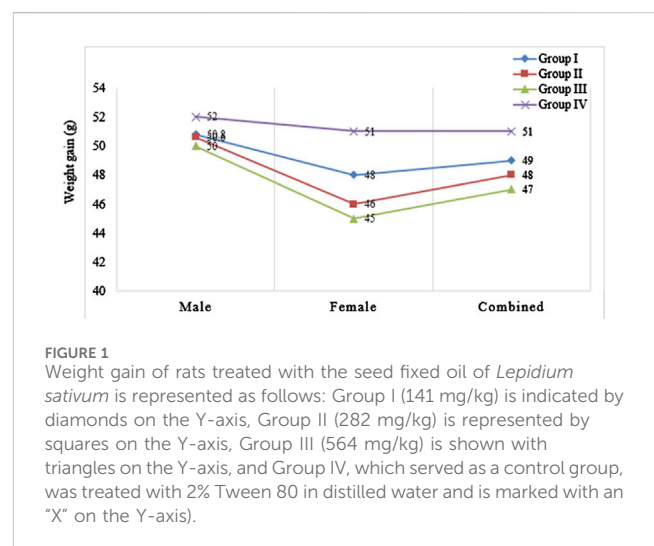 Group I
Group II
Group III
Group IV
Weight gain (g)
54
52
50
48
46
44
42
40
52
50.8
50.6
50
51
48
46
45
51
49
48
47
Male
Female
Combined
FIGURE 1
Weight gain of rats treated with the seed fixed oil of Lepidium
sativum is represented as follows: Group I (141 mg/kg) is indicated by
diamonds on the Y-axis, Group II (282 mg/kg) is represented by
squares on the Y-axis, Group III (564 mg/kg) is shown with
triangles on the Y-axis, and Group IV, which served as a control group,
was treated with 2% Tween 80 in distilled water and is marked with an
“X” on the Y-axis).